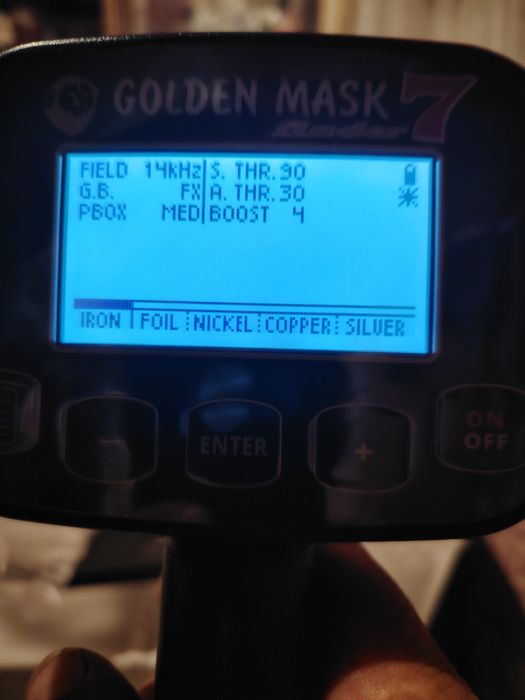 GOLDEN MASK 7
FIELD 14kHz S. THR. 90
G.B. FX A. THR. 30
PBOX MED BOOST 4
IRON FOIL NICKEL COPPER SILVER
− ENTER +
ON
OFF